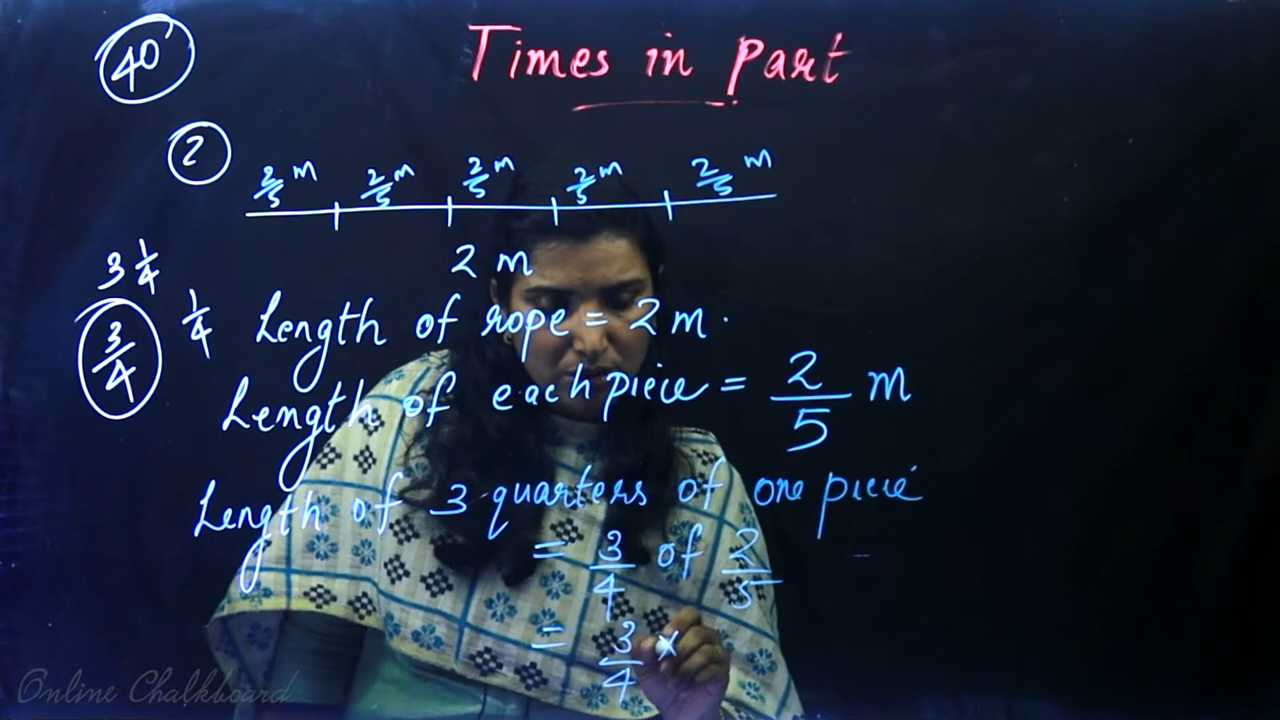 40
Times in part
2
2/5 m 2/5 m 2/5 m 2/5 m 2/5 m
2 m
3 1/4
3/4 1/4 Length of rope = 2 m.
Length of each piece = 2/5 m
Length of 3 quarters of one piece
= 3/4 of 2/5
= 3/4 ×
Online Chalkboard